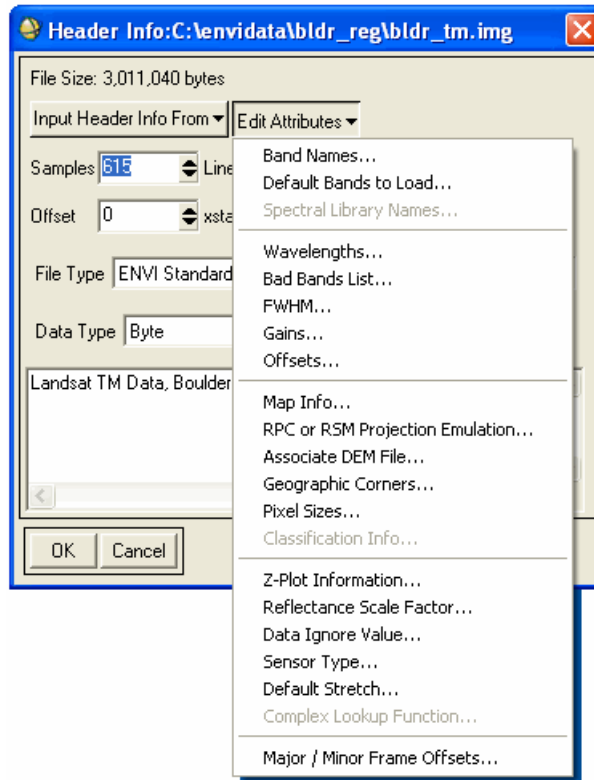 Header Info:C:\envidata\bldr_reg\bldr_tm.img
File Size: 3,011,040 bytes
Input Header Info From Edit Attributes
Samples 615 Line
Offset 0 xsta
File Type ENVI Standard
Data Type Byte
Landsat TM Data, Boulder
OK Cancel
Band Names...
Default Bands to Load...
Spectral Library Names...
Wavelengths...
Bad Bands List...
FWHM...
Gains...
Offsets...
Map Info...
RPC or RSM Projection Emulation...
Associate DEM File...
Geographic Corners...
Pixel Sizes...
Classification Info...
Z-Plot Information...
Reflectance Scale Factor...
Data Ignore Value...
Sensor Type...
Default Stretch...
Complex Lookup Function...
Major / Minor Frame Offsets...